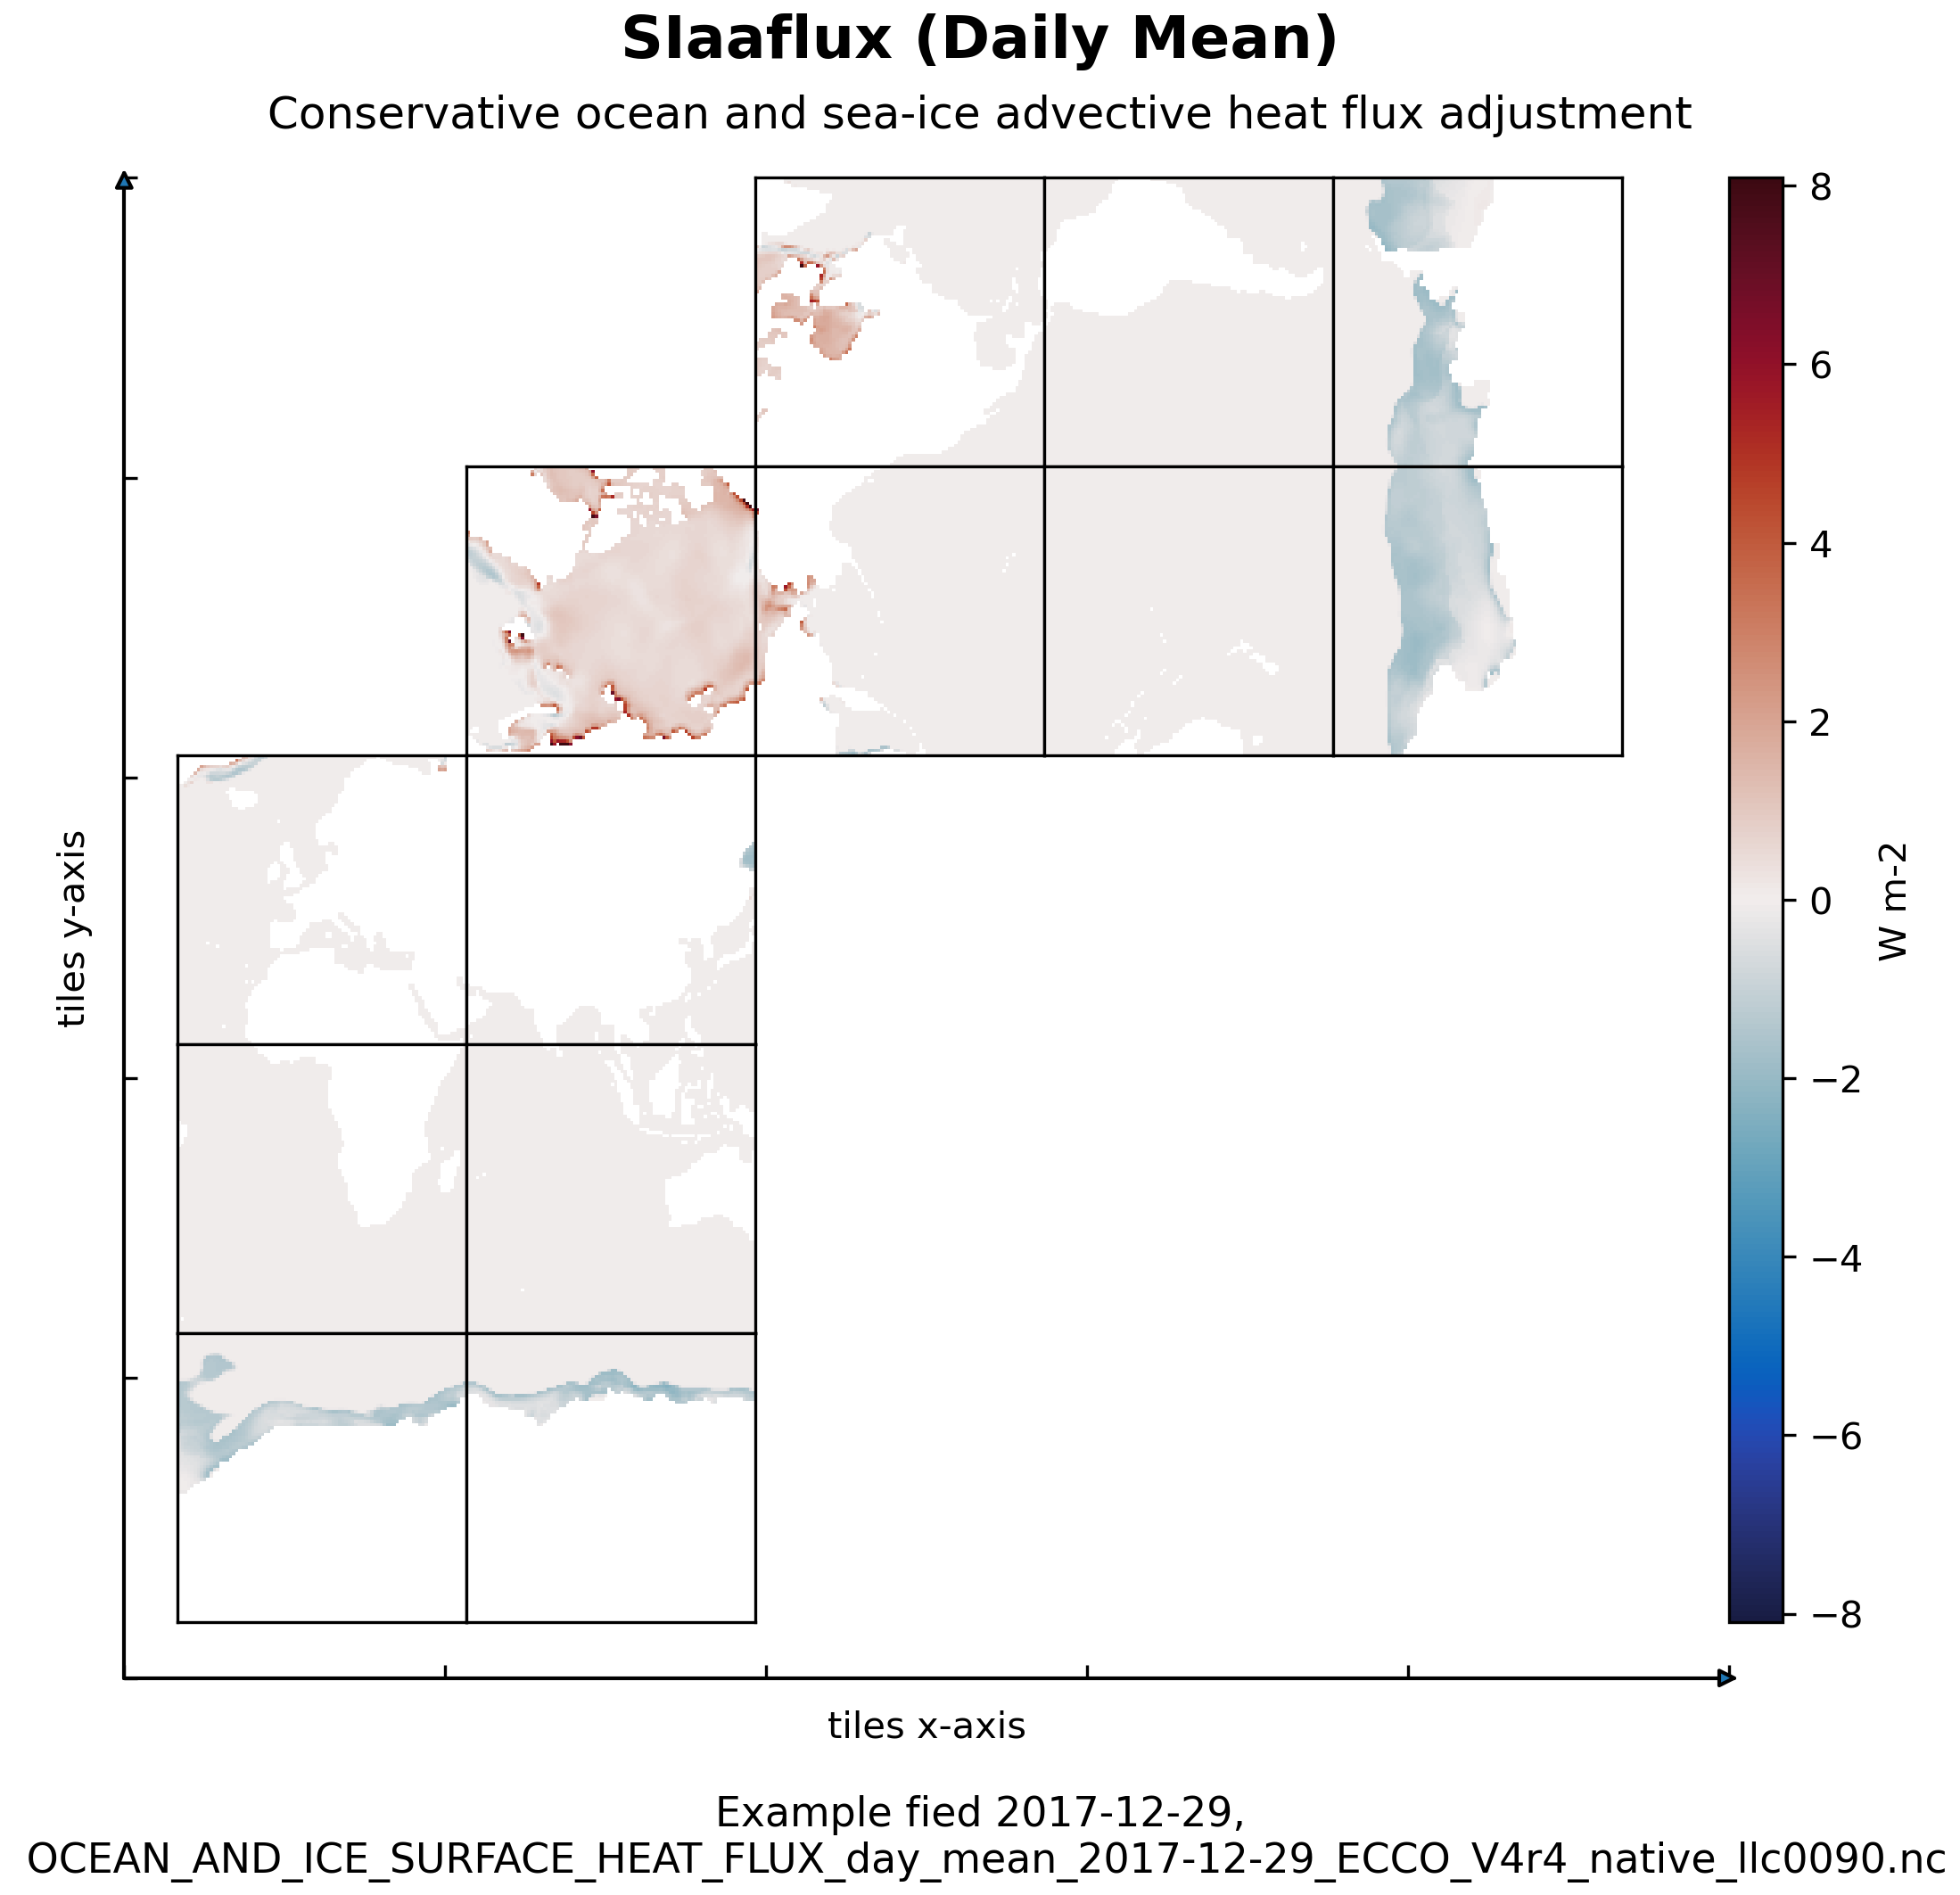 SIaaflux (Daily Mean)
Conservative ocean and sea-ice advective heat flux adjustment
8
6
4
2
0
−2
−4
−6
−8
W m-2
tiles y-axis
tiles x-axis
Example fied 2017-12-29,
OCEAN_AND_ICE_SURFACE_HEAT_FLUX_day_mean_2017-12-29_ECCO_V4r4_native_llc0090.nc